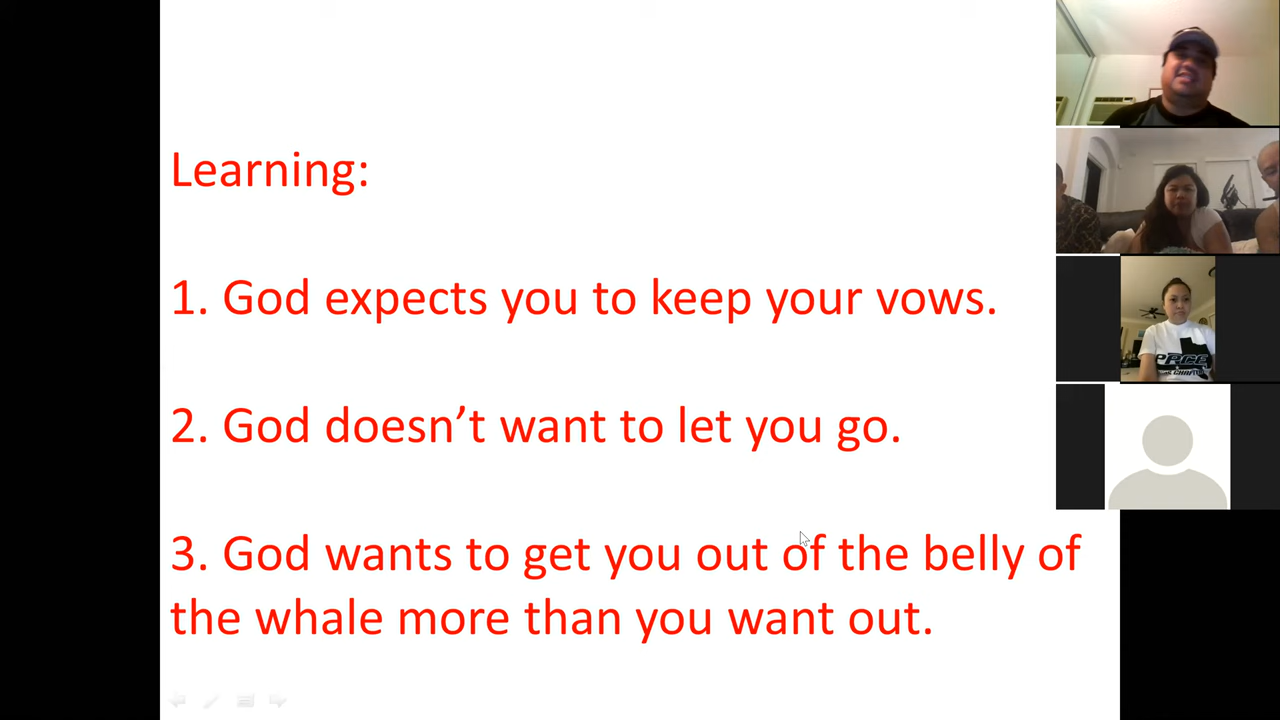 Learning:
1. God expects you to keep your vows.
2. God doesn’t want to let you go.
3. God wants to get you out of the belly of
the whale more than you want out.